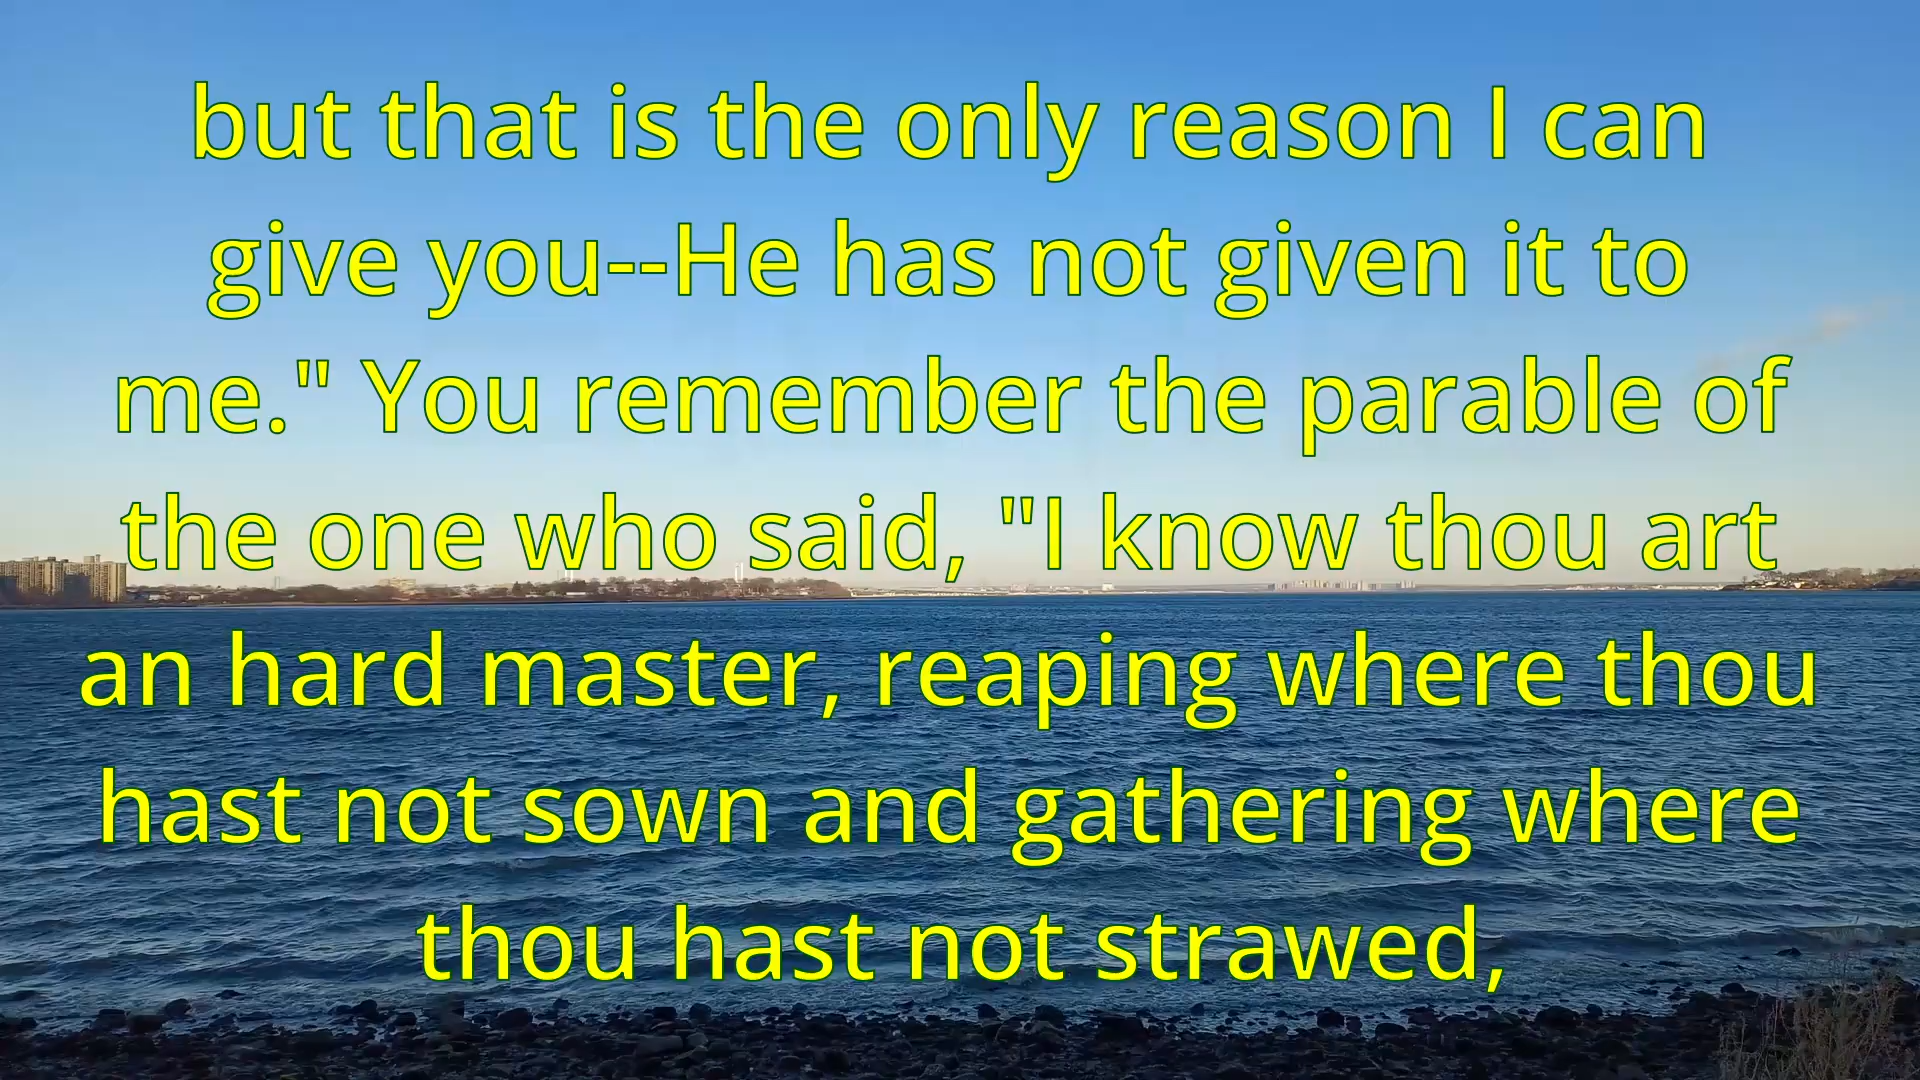 but that is the only reason I can
give you--He has not given it to
me." You remember the parable of
the one who said, "I know thou art
an hard master, reaping where thou
hast not sown and gathering where
thou hast not strawed,